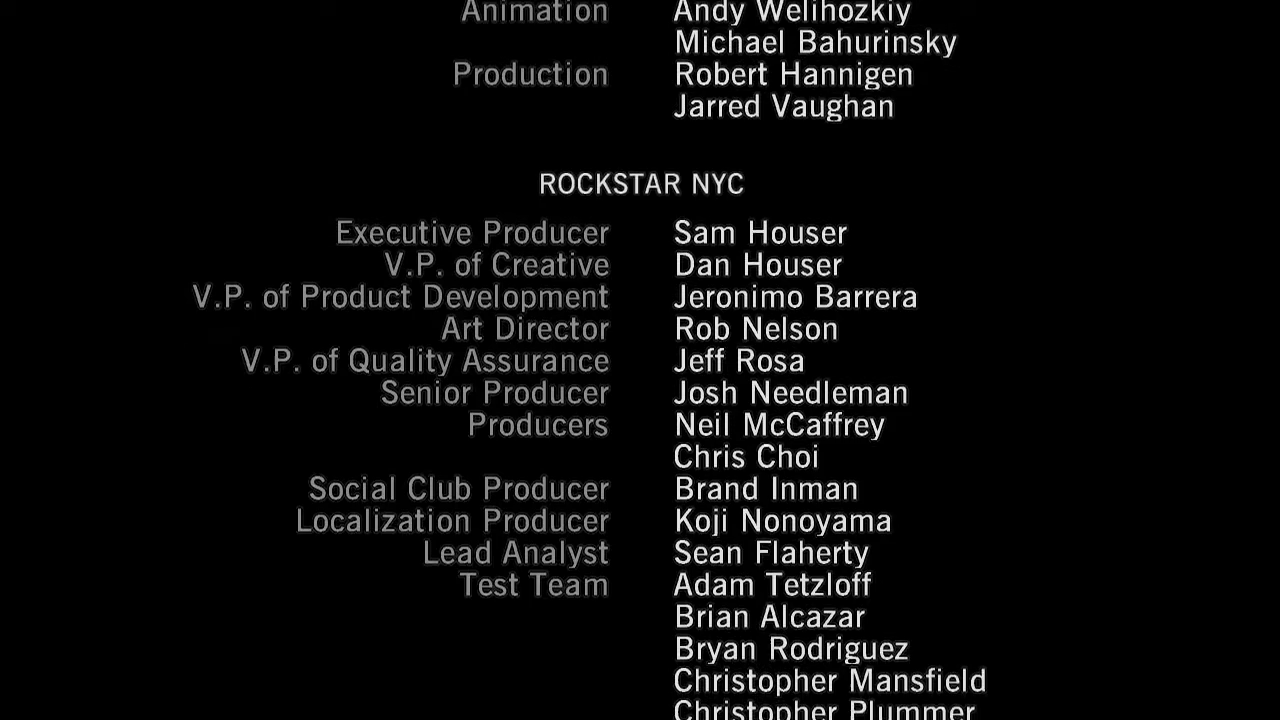 Animation Andy Welihozkiy
Michael Bahurinsky
Production Robert Hannigen
Jarred Vaughan
ROCKSTAR NYC
Executive Producer Sam Houser
V.P. of Creative Dan Houser
V.P. of Product Development Jeronimo Barrera
Art Director Rob Nelson
V.P. of Quality Assurance Jeff Rosa
Senior Producer Josh Needleman
Producers Neil McCaffrey
Chris Choi
Social Club Producer Brand Inman
Localization Producer Koji Nonoyama
Lead Analyst Sean Flaherty
Test Team Adam Tetzloff
Brian Alcazar
Bryan Rodriguez
Christopher Mansfield
Christopher Plummer